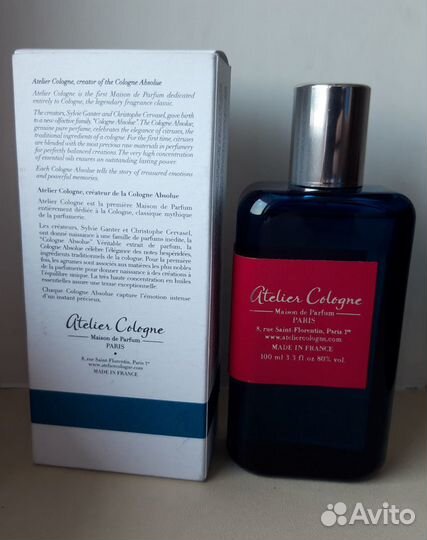 Atelier Cologne, creator of the Cologne Absolue
Atelier Cologne is the first Maison de Parfum dedicated
entirely to Cologne, the legendary fragrance classic.
The creators, Sylvie Ganter and Christophe Cervasel, gave birth
to a new olfactive family, "Cologne Absolue". The Cologne Absolue,
genuine pure perfume, celebrates the elegance of citruses, the
traditional ingredients of a cologne. For the first time, citruses
are blended with the most precious raw materials in perfumery
for perfectly balanced creations. The very high concentration
of essential oils ensures an outstanding lasting power.
Each Cologne Absolue tells the story of treasured emotions
and powerful memories.
Atelier Cologne, créateur de la Cologne Absolue
Atelier Cologne est la première Maison de Parfum
entièrement dédiée à la Cologne, classique mythique
de la parfumerie.
Les créateurs, Sylvie Ganter et Christophe Cervasel,
ont donné naissance à une famille de parfums inédite, la
"Cologne Absolue". Véritable extrait de parfum, la
Cologne Absolue célèbre l'élégance des notes hespéridées,
ingrédients traditionnels de la cologne. Pour la première
fois, les agrumes sont associés aux matières les plus nobles
de la parfumerie pour donner naissance à des créations à
l'équilibre unique. La très haute concentration en huiles
essentielles assure une tenue exceptionnelle.
Chaque Cologne Absolue capture l'émotion intense
d'un instant précieux.
Atelier Cologne
Maison de Parfum
PARIS
8, rue Saint-Florentin, Paris 1er
www.ateliercologne.com
MADE IN FRANCE
Atelier Cologne
Maison de Parfum
PARIS
8, rue Saint-Florentin, Paris 1er
www.ateliercologne.com
MADE IN FRANCE
100 ml 3.3 fl oz 80% vol.
Avito